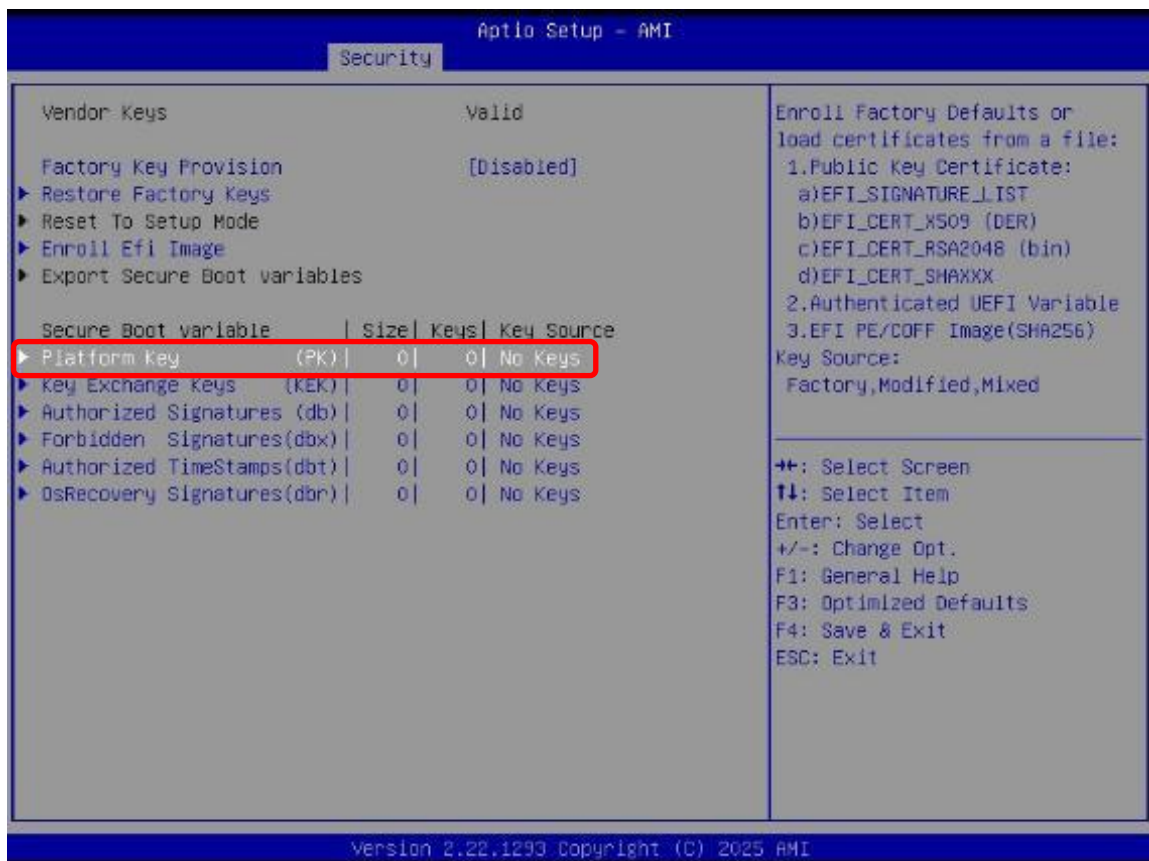 Aptio Setup - AMI
Security
Vendor Keys Valid
Factory Key Provision [Disabled]
▶ Restore Factory Keys
▶ Reset To Setup Mode
▶ Enroll Efi Image
▶ Export Secure Boot variables
Secure Boot variable | Size| Keys| Key Source
▶ Platform Key (PK)| 0| 0| No Keys
▶ Key Exchange Keys (KEK)| 0| 0| No Keys
▶ Authorized Signatures (db)| 0| 0| No Keys
▶ Forbidden Signatures(dbx)| 0| 0| No Keys
▶ Authorized TimeStamps(dbt)| 0| 0| No Keys
▶ OsRecovery Signatures(dbr)| 0| 0| No Keys
Enroll Factory Defaults or
load certificates from a file:
1.Public Key Certificate:
a)EFI_SIGNATURE_LIST
b)EFI_CERT_X509 (DER)
c)EFI_CERT_RSA2048 (bin)
d)EFI_CERT_SHAXXX
2.Authenticated UEFI Variable
3.EFI PE/COFF Image(SHA256)
Key Source:
Factory,Modified,Mixed
→←: Select Screen
↑↓: Select Item
Enter: Select
+/-: Change Opt.
F1: General Help
F3: Optimized Defaults
F4: Save & Exit
ESC: Exit
Version 2.22.1293 Copyright (C) 2025 AMI